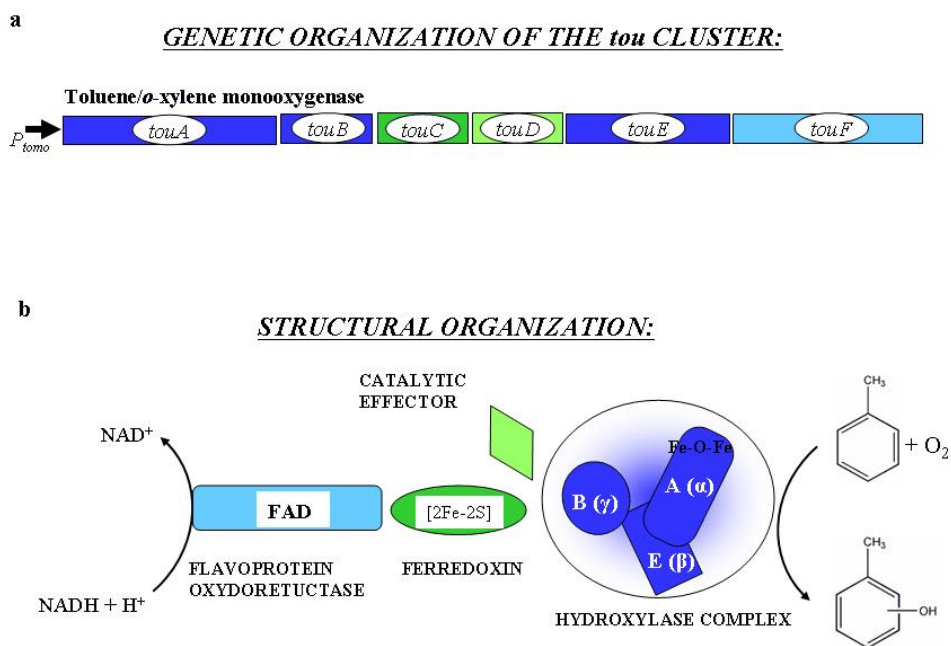 a
GENETIC ORGANIZATION OF THE tou CLUSTER:
Toluene/o-xylene monooxygenase
P_tomo touA touB touC touD touE touF
b
STRUCTURAL ORGANIZATION:
CATALYTIC
EFFECTOR
NAD⁺
FAD
[2Fe-2S]
Fe-O-Fe
B (γ)
A (α)
E (β)
FLAVOPROTEIN
OXYDORETUCTASE
FERREDOXIN
NADH + H⁺
HYDROXYLASE COMPLEX
CH₃
+ O₂
CH₃
OH